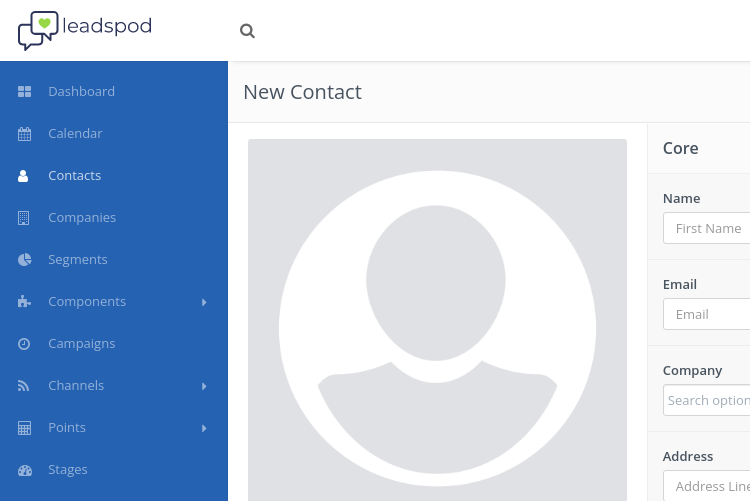 leadspod
Dashboard
Calendar
Contacts
Companies
Segments
Components
Campaigns
Channels
Points
Stages
New Contact
Core
Name
First Name
Email
Email
Company
Search option
Address
Address Line